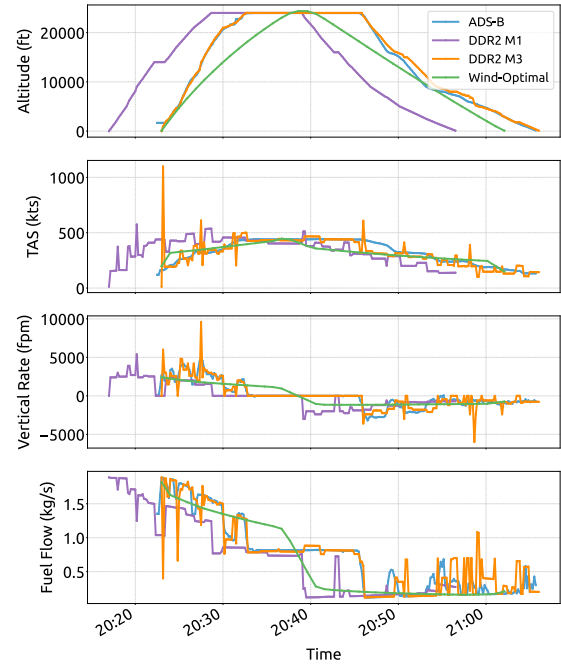 Altitude (ft)
20000
10000
0
ADS-B
DDR2 M1
DDR2 M3
Wind-Optimal
TAS (kts)
1000
500
0
Vertical Rate (fpm)
10000
5000
0
−5000
Fuel Flow (kg/s)
1.5
1.0
0.5
20:20
20:30
20:40
20:50
21:00
Time